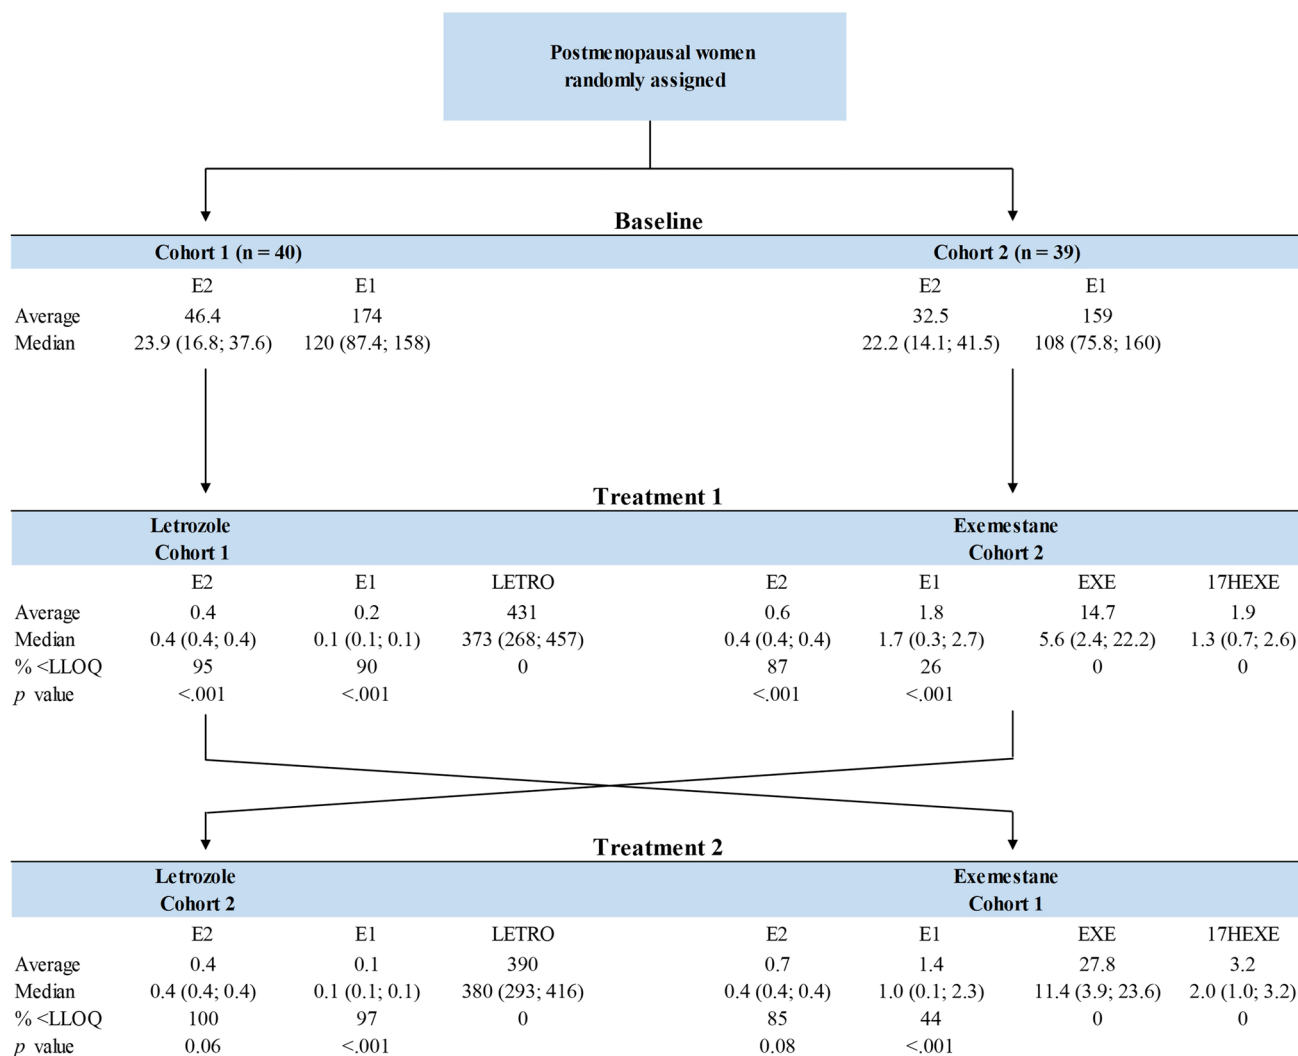 Postmenopausal women
randomly assigned
Baseline
Cohort 1 (n = 40) Cohort 2 (n = 39)
E2 E1 E2 E1
Average 46.4 174 32.5 159
Median 23.9 (16.8; 37.6) 120 (87.4; 158) 22.2 (14.1; 41.5) 108 (75.8; 160)
Treatment 1
Letrozole Exemestane
Cohort 1 Cohort 2
E2 E1 LETRO E2 E1 EXE 17HEXE
Average 0.4 0.2 431 0.6 1.8 14.7 1.9
Median 0.4 (0.4; 0.4) 0.1 (0.1; 0.1) 373 (268; 457) 0.4 (0.4; 0.4) 1.7 (0.3; 2.7) 5.6 (2.4; 22.2) 1.3 (0.7; 2.6)
% <LLOQ 95 90 0 87 26 0 0
p value <.001 <.001 <.001 <.001
Treatment 2
Letrozole Exemestane
Cohort 2 Cohort 1
E2 E1 LETRO E2 E1 EXE 17HEXE
Average 0.4 0.1 390 0.7 1.4 27.8 3.2
Median 0.4 (0.4; 0.4) 0.1 (0.1; 0.1) 380 (293; 416) 0.4 (0.4; 0.4) 1.0 (0.1; 2.3) 11.4 (3.9; 23.6) 2.0 (1.0; 3.2)
% <LLOQ 100 97 0 85 44 0 0
p value 0.06 <.001 0.08 <.001